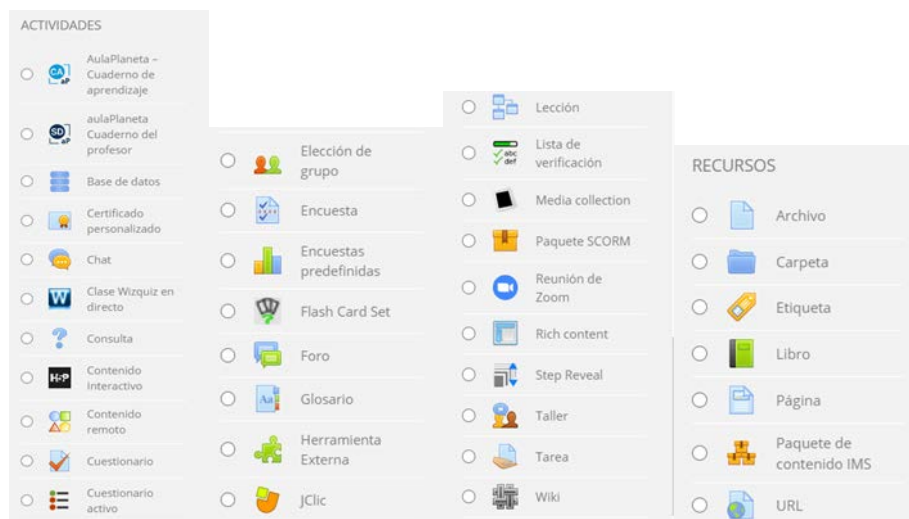 ACTIVIDADES
AulaPlaneta –
Cuaderno de
aprendizaje
aulaPlaneta
Cuaderno del
profesor
Base de datos
Certificado
personalizado
Chat
Clase Wizquiz en
directo
Consulta
H-P
Contenido
Interactivo
Contenido
remoto
Cuestionario
Cuestionario
activo
Elección de
grupo
Encuesta
Encuestas
predefinidas
Flash Card Set
Foro
Glosario
Herramienta
Externa
JClic
Lección
Lista de
verificación
Media collection
Paquete SCORM
Reunión de
Zoom
Rich content
Step Reveal
Taller
Tarea
Wiki
RECURSOS
Archivo
Carpeta
Etiqueta
Libro
Página
Paquete de
contenido IMS
URL